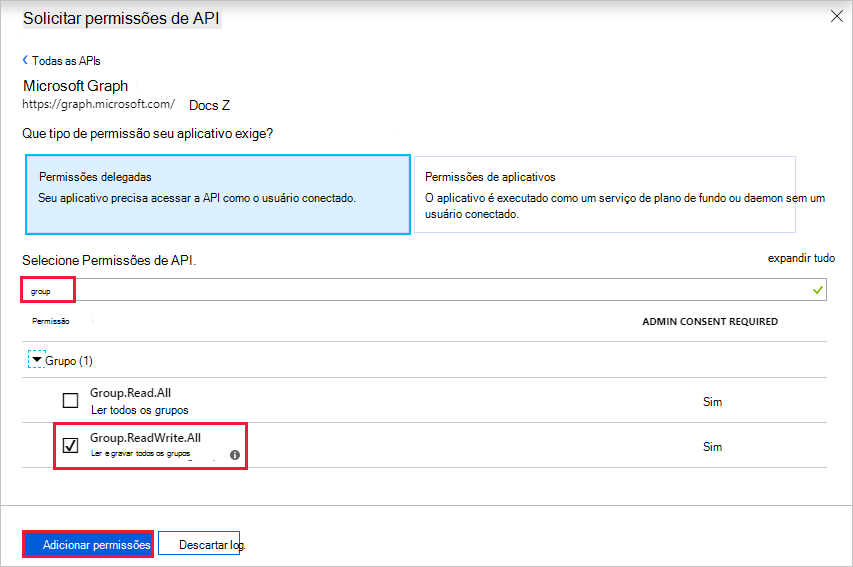 Solicitar permissões de API
Todas as APIs
Microsoft Graph
https://graph.microsoft.com/ Docs Z
Que tipo de permissão seu aplicativo exige?
Permissões delegadas
Seu aplicativo precisa acessar a API como o usuário conectado.
Permissões de aplicativos
O aplicativo é executado como um serviço de plano de fundo ou daemon sem um
usuário conectado.
Selecione Permissões de API.
expandir tudo
group
Permissão
ADMIN CONSENT REQUIRED
Grupo (1)
Group.Read.All
Ler todos os grupos
Sim
Group.ReadWrite.All
Ler e gravar todos os grupos
Sim
Adicionar permissões
Descartar log.